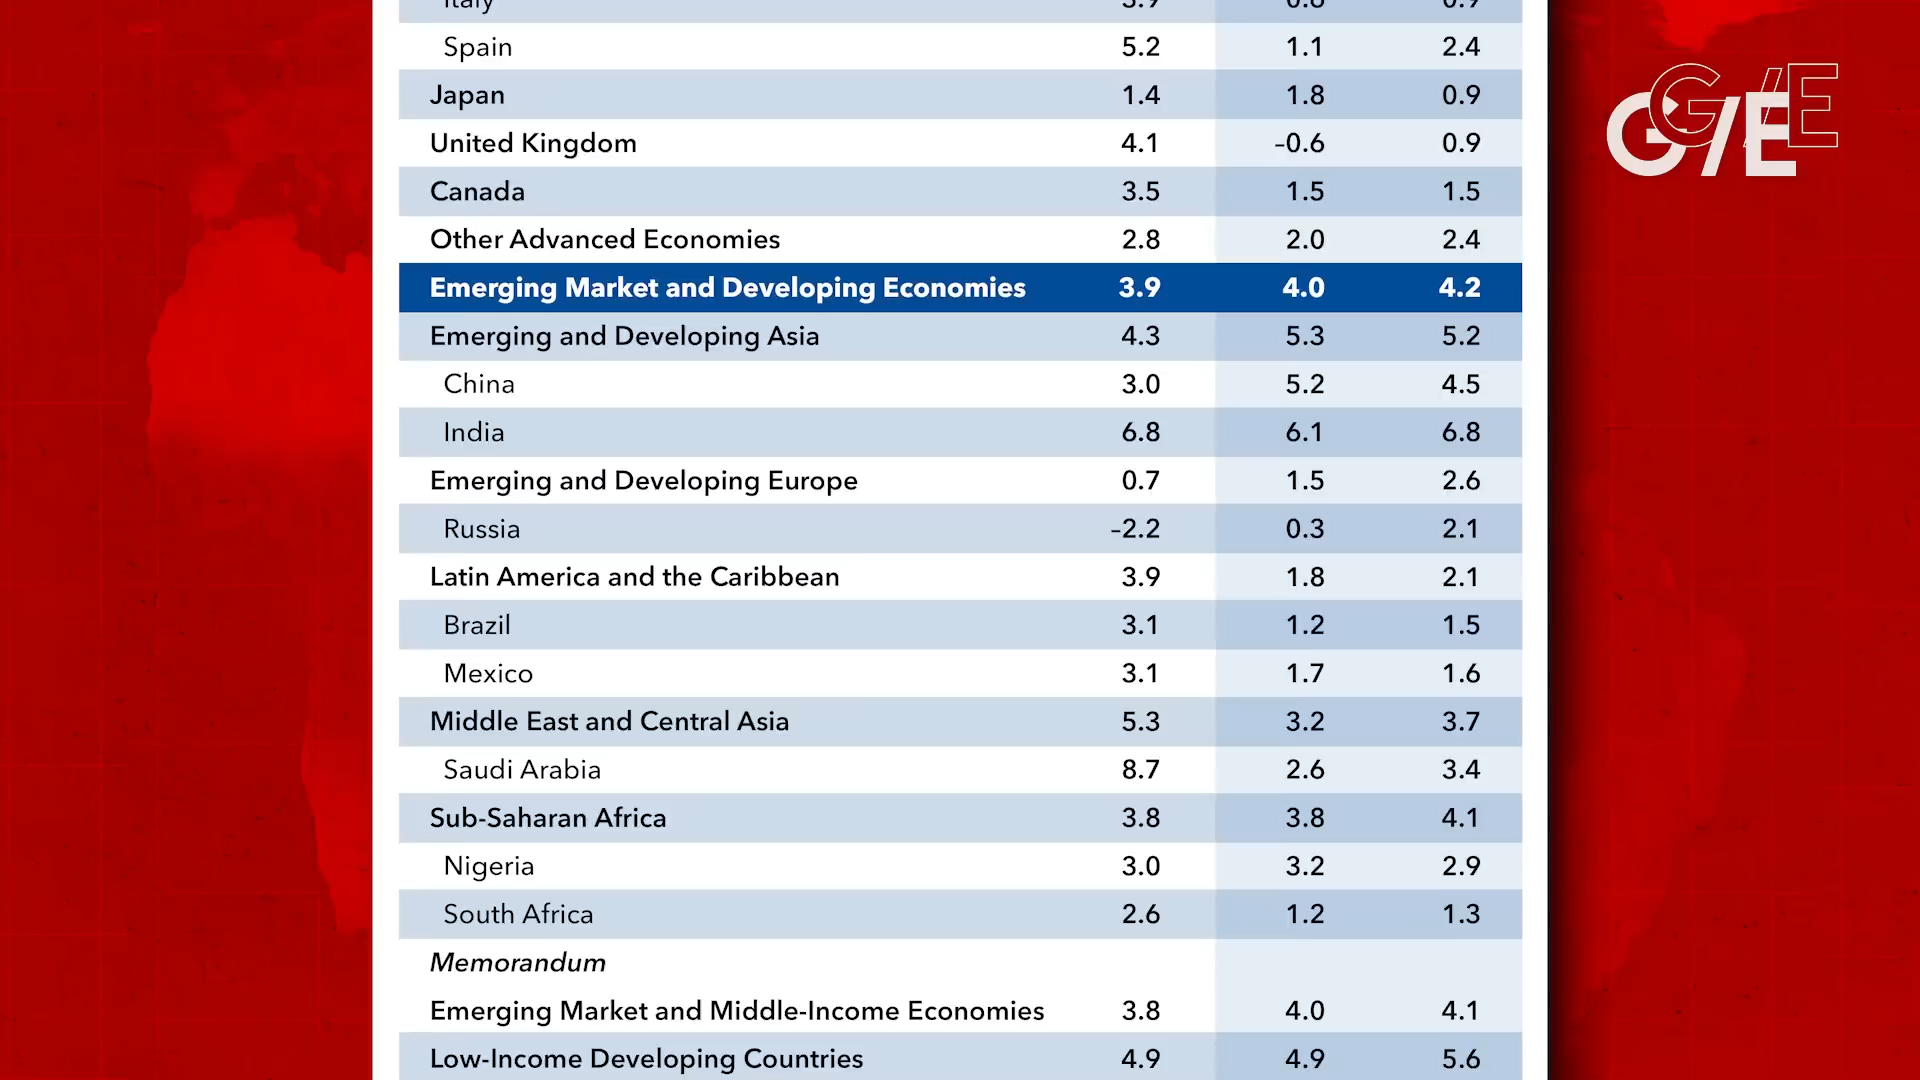 Italy 3.9 0.6 0.9
Spain 5.2 1.1 2.4
Japan 1.4 1.8 0.9
United Kingdom 4.1 –0.6 0.9
Canada 3.5 1.5 1.5
Other Advanced Economies 2.8 2.0 2.4
Emerging Market and Developing Economies 3.9 4.0 4.2
Emerging and Developing Asia 4.3 5.3 5.2
China 3.0 5.2 4.5
India 6.8 6.1 6.8
Emerging and Developing Europe 0.7 1.5 2.6
Russia –2.2 0.3 2.1
Latin America and the Caribbean 3.9 1.8 2.1
Brazil 3.1 1.2 1.5
Mexico 3.1 1.7 1.6
Middle East and Central Asia 5.3 3.2 3.7
Saudi Arabia 8.7 2.6 3.4
Sub-Saharan Africa 3.8 3.8 4.1
Nigeria 3.0 3.2 2.9
South Africa 2.6 1.2 1.3
Memorandum
Emerging Market and Middle-Income Economies 3.8 4.0 4.1
Low-Income Developing Countries 4.9 4.9 5.6
G/E
G/E